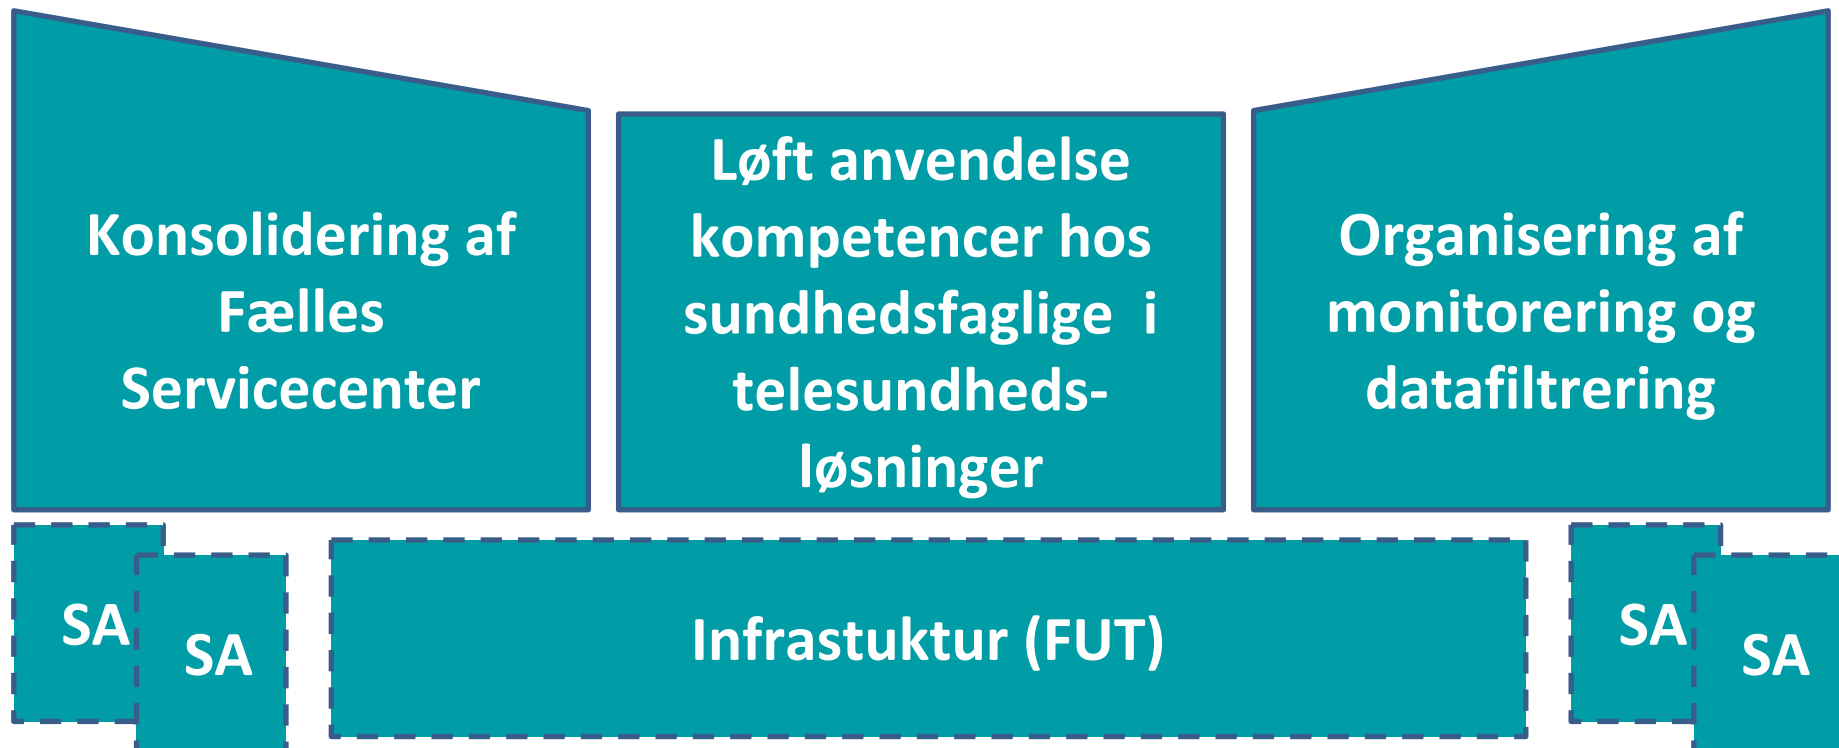 Konsolidering af
Fælles
Servicecenter
Løft anvendelse
kompetencer hos
sundhedsfaglige  i
telesundheds-
løsninger
Organisering af
monitorering og
datafiltrering
SA
SA
Infrastuktur (FUT)
SA
SA